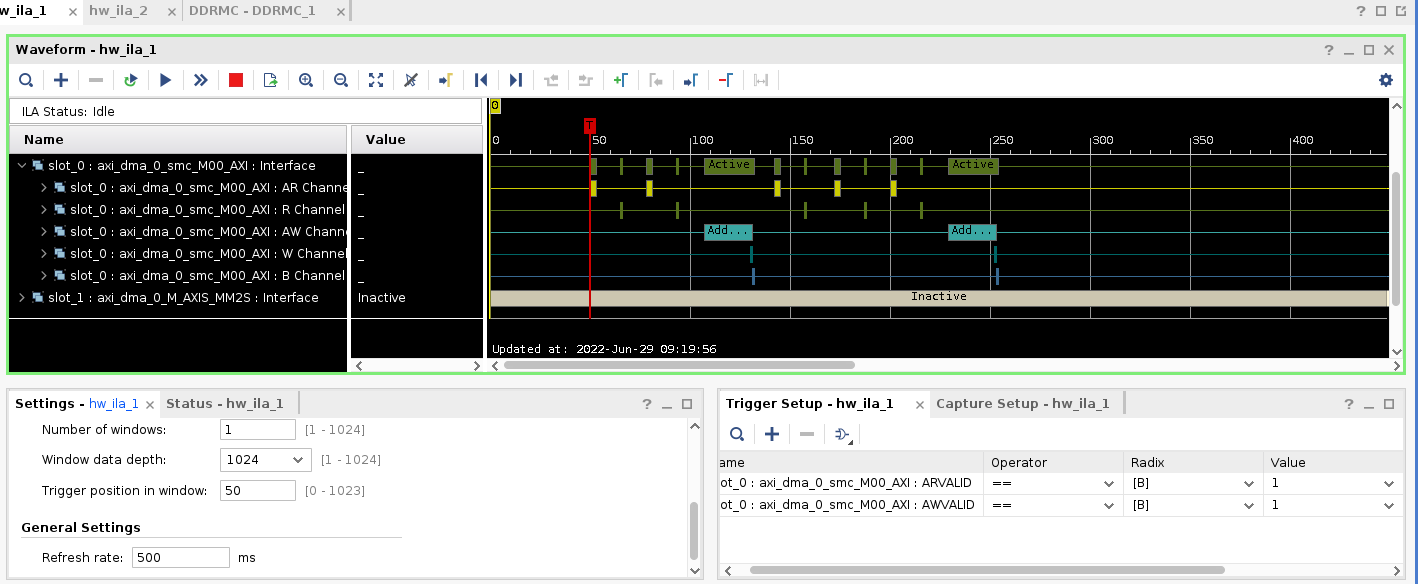 w_ila_1 × hw_ila_2 × DDRMC - DDRMC_1 × ?
Waveform - hw_ila_1 ?
ILA Status: Idle
Name Value
0
T
0 50 100 150 200 250 300 350 400
slot_0 : axi_dma_0_smc_M00_AXI : Interface _ Active Active
slot_0 : axi_dma_0_smc_M00_AXI : AR Channe _
slot_0 : axi_dma_0_smc_M00_AXI : R Channel _
slot_0 : axi_dma_0_smc_M00_AXI : AW Chann _ Add... Add...
slot_0 : axi_dma_0_smc_M00_AXI : W Channel _
slot_0 : axi_dma_0_smc_M00_AXI : B Channel _
slot_1 : axi_dma_0_M_AXIS_MM2S : Interface Inactive Inactive
Updated at: 2022-Jun-29 09:19:56
Settings - hw_ila_1 × Status - hw_ila_1 ?
Number of windows: 1 [1 - 1024]
Window data depth: 1024 [1 - 1024]
Trigger position in window: 50 [0 - 1023]
General Settings
Refresh rate: 500 ms
Trigger Setup - hw_ila_1 × Capture Setup - hw_ila_1 ?
ame Operator Radix Value
ot_0 : axi_dma_0_smc_M00_AXI : ARVALID == [B] 1
ot_0 : axi_dma_0_smc_M00_AXI : AWVALID == [B] 1